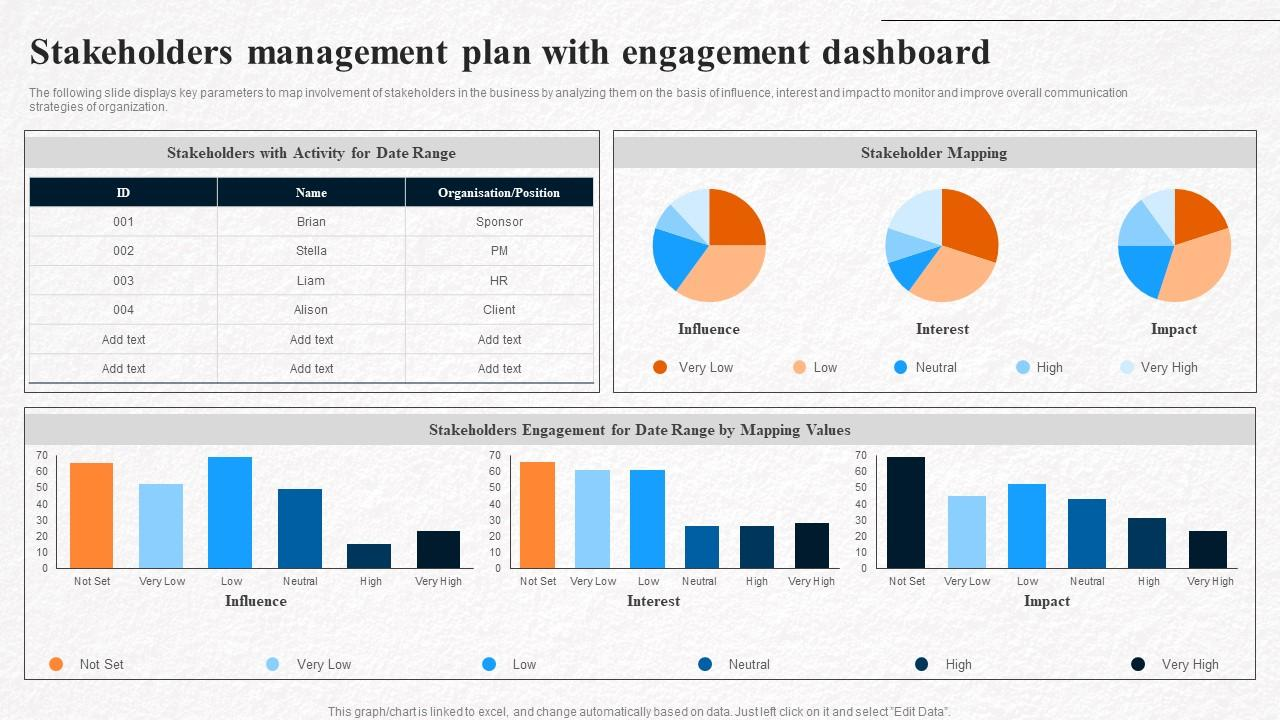 Stakeholders management plan with engagement dashboard
The following slide displays key parameters to map involvement of stakeholders in the business by analyzing them on the basis of influence, interest and impact to monitor and improve overall communication
strategies of organization.
Stakeholders with Activity for Date Range
ID Name Organisation/Position
001 Brian Sponsor
002 Stella PM
003 Liam HR
004 Alison Client
Add text Add text Add text
Add text Add text Add text
Stakeholder Mapping
Influence Interest Impact
Very Low Low Neutral High Very High
Stakeholders Engagement for Date Range by Mapping Values
70
60
50
40
30
20
10
0
Not Set Very Low Low Neutral High Very High
Influence
70
60
50
40
30
20
10
0
Not Set Very Low Low Neutral High Very High
Interest
70
60
50
40
30
20
10
0
Not Set Very Low Low Neutral High Very High
Impact
Not Set Very Low Low Neutral High Very High
This graph/chart is linked to excel, and change automatically based on data. Just left click on it and select "Edit Data".